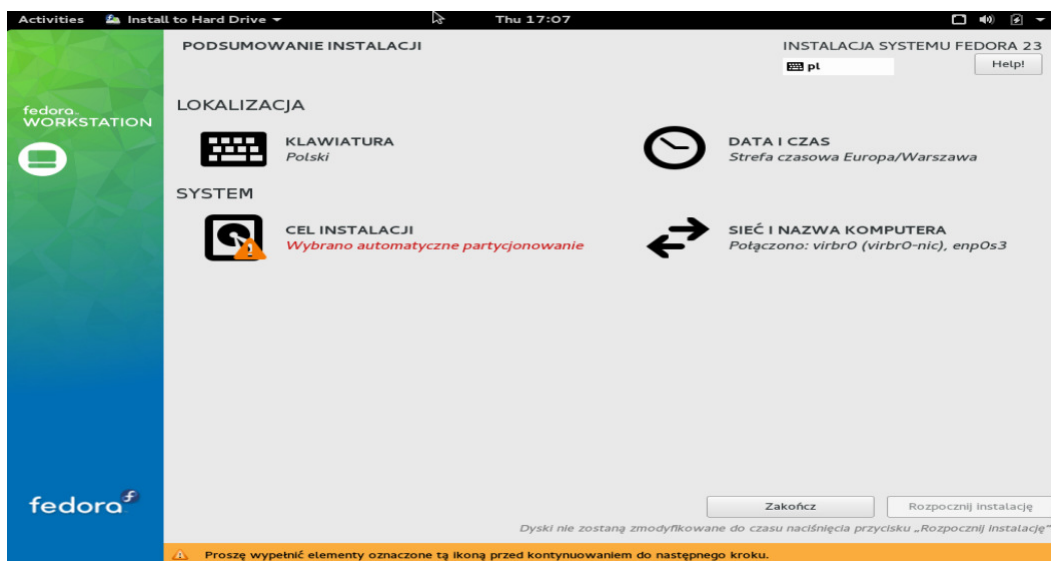 Activities Install to Hard Drive Thu 17:07
PODSUMOWANIE INSTALACJI
INSTALACJA SYSTEMU FEDORA 23
pl
Help!
fedora
WORKSTATION
LOKALIZACJA
KLAWIATURA
Polski
DATA I CZAS
Strefa czasowa Europa/Warszawa
SYSTEM
CEL INSTALACJI
Wybrano automatyczne partycjonowanie
SIEĆ I NAZWA KOMPUTERA
Połączono: virbr0 (virbr0-nic), enp0s3
fedora
Zakończ
Rozpocznij instalację
Dyski nie zostaną zmodyfikowane do czasu naciśnięcia przycisku „Rozpocznij instalację”
Proszę wypełnić elementy oznaczone tą ikoną przed kontynuowaniem do następnego kroku.